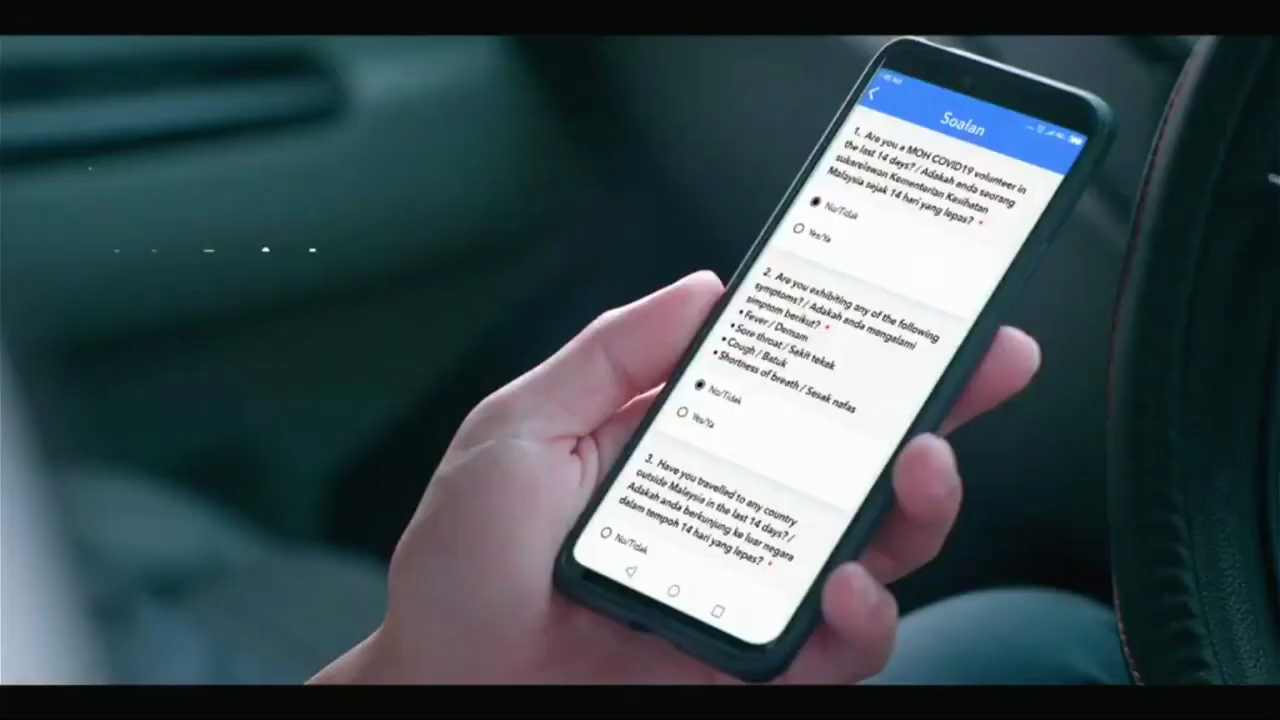 Soalan
1. Are you a MOH COVID19 volunteer in
the last 14 days? / Adakah anda seorang
sukarelawan Kementerian Kesihatan
Malaysia sejak 14 hari yang lepas? *
No/Tidak
Yes/Ya
2. Are you exhibiting any of the following
symptoms? / Adakah anda mengalami
simptom berikut? *
• Fever / Demam
• Sore throat / Sakit tekak
• Cough / Batuk
• Shortness of breath / Sesak nafas
No/Tidak
Yes/Ya
3. Have you travelled to any country
outside Malaysia in the last 14 days? /
Adakah anda berkunjung ke luar negara
dalam tempoh 14 hari yang lepas? *
No/Tidak